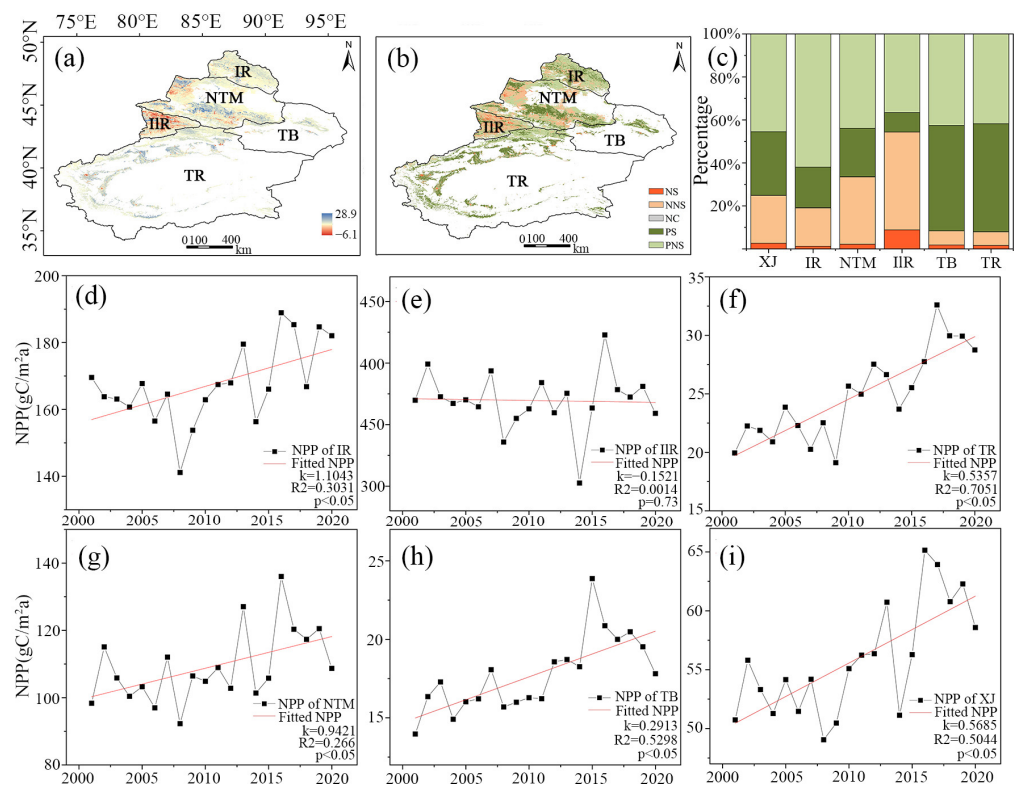 75°E 80°E 85°E 90°E 95°E
50°N
45°N
40°N
35°N
(a)
N
IR
NTM
IIR
TB
TR
28.9
−6.1
0100 400
km
(b)
N
IR
NTM
IIR
TB
TR
NS
NNS
NC
PS
PNS
0100 400
km
(c)
Percentage
100%
80%
60%
40%
20%
XJ IR NTM IIR TB TR
(d)
NPP(gC/m²a)
200
180
160
140
NPP of IR
Fitted NPP
k=1.1043
R2=0.3031
p<0.05
2000 2005 2010 2015 2020
(e)
450
400
450
300
NPP of IIR
Fitted NPP
k=−0.1521
R2=0.0014
p=0.73
2000 2005 2010 2015 2020
(f)
35
30
25
20
15
NPP of TR
Fitted NPP
k=0.5357
R2=0.7051
p<0.05
2000 2005 2010 2015 2020
(g)
NPP(gC/m²a)
140
120
100
80
NPP of NTM
Fitted NPP
k=0.9421
R2=0.266
p<0.05
2000 2005 2010 2015 2020
(h)
25
20
15
NPP of TB
Fitted NPP
k=0.2913
R2=0.5298
p<0.05
2000 2005 2010 2015 2020
(i)
65
60
55
50
NPP of XJ
Fitted NPP
k=0.5685
R2=0.5044
p<0.05
2000 2005 2010 2015 2020